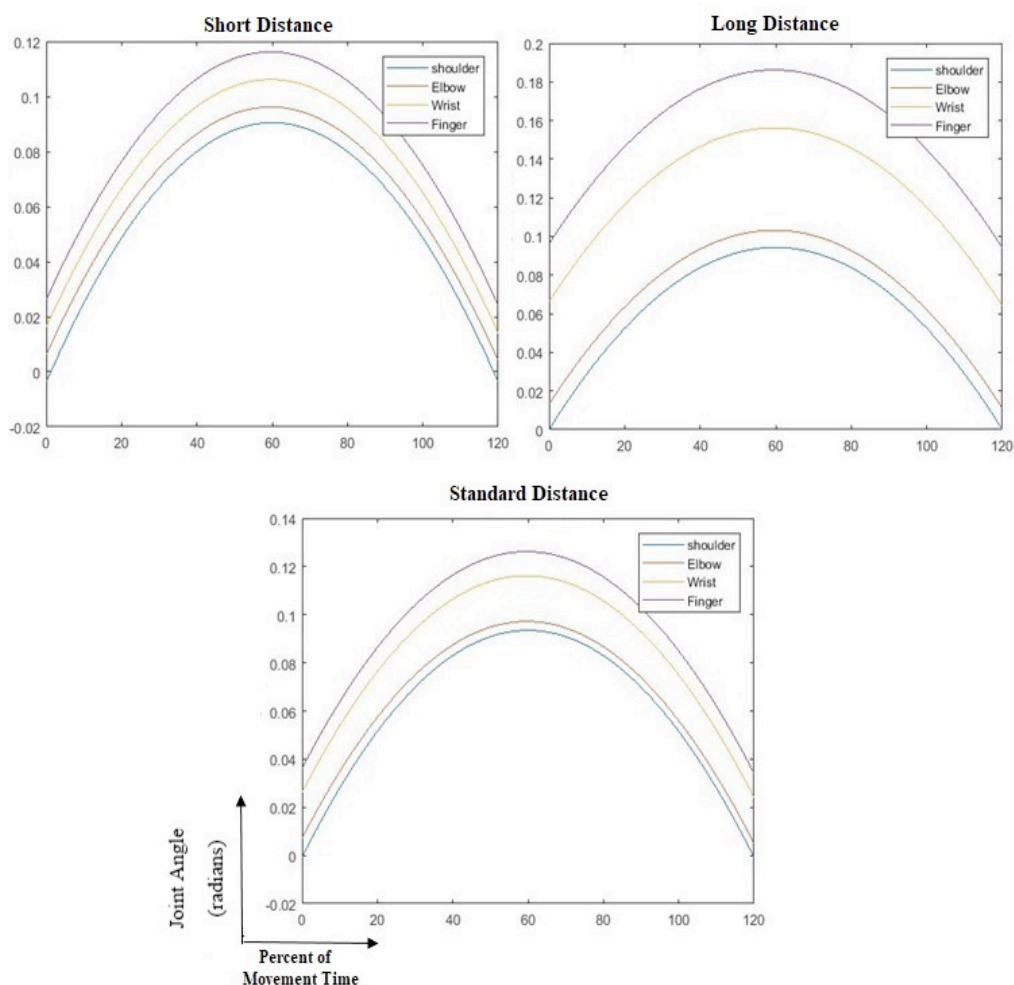 Short Distance
0.12
0.1
0.08
0.06
0.04
0.02
0
-0.02
0
20
40
60
80
100
120
shoulder
Elbow
Wrist
Finger
Long Distance
0.2
0.18
0.16
0.14
0.12
0.1
0.08
0.06
0.04
0.02
0
0
20
40
60
80
100
120
shoulder
Elbow
Wrist
Finger
Standard Distance
0.14
0.12
0.1
0.08
0.06
0.04
0.02
0
-0.02
0
20
40
60
80
100
120
shoulder
Elbow
Wrist
Finger
Joint Angle
(radians)
Percent of
Movement Time